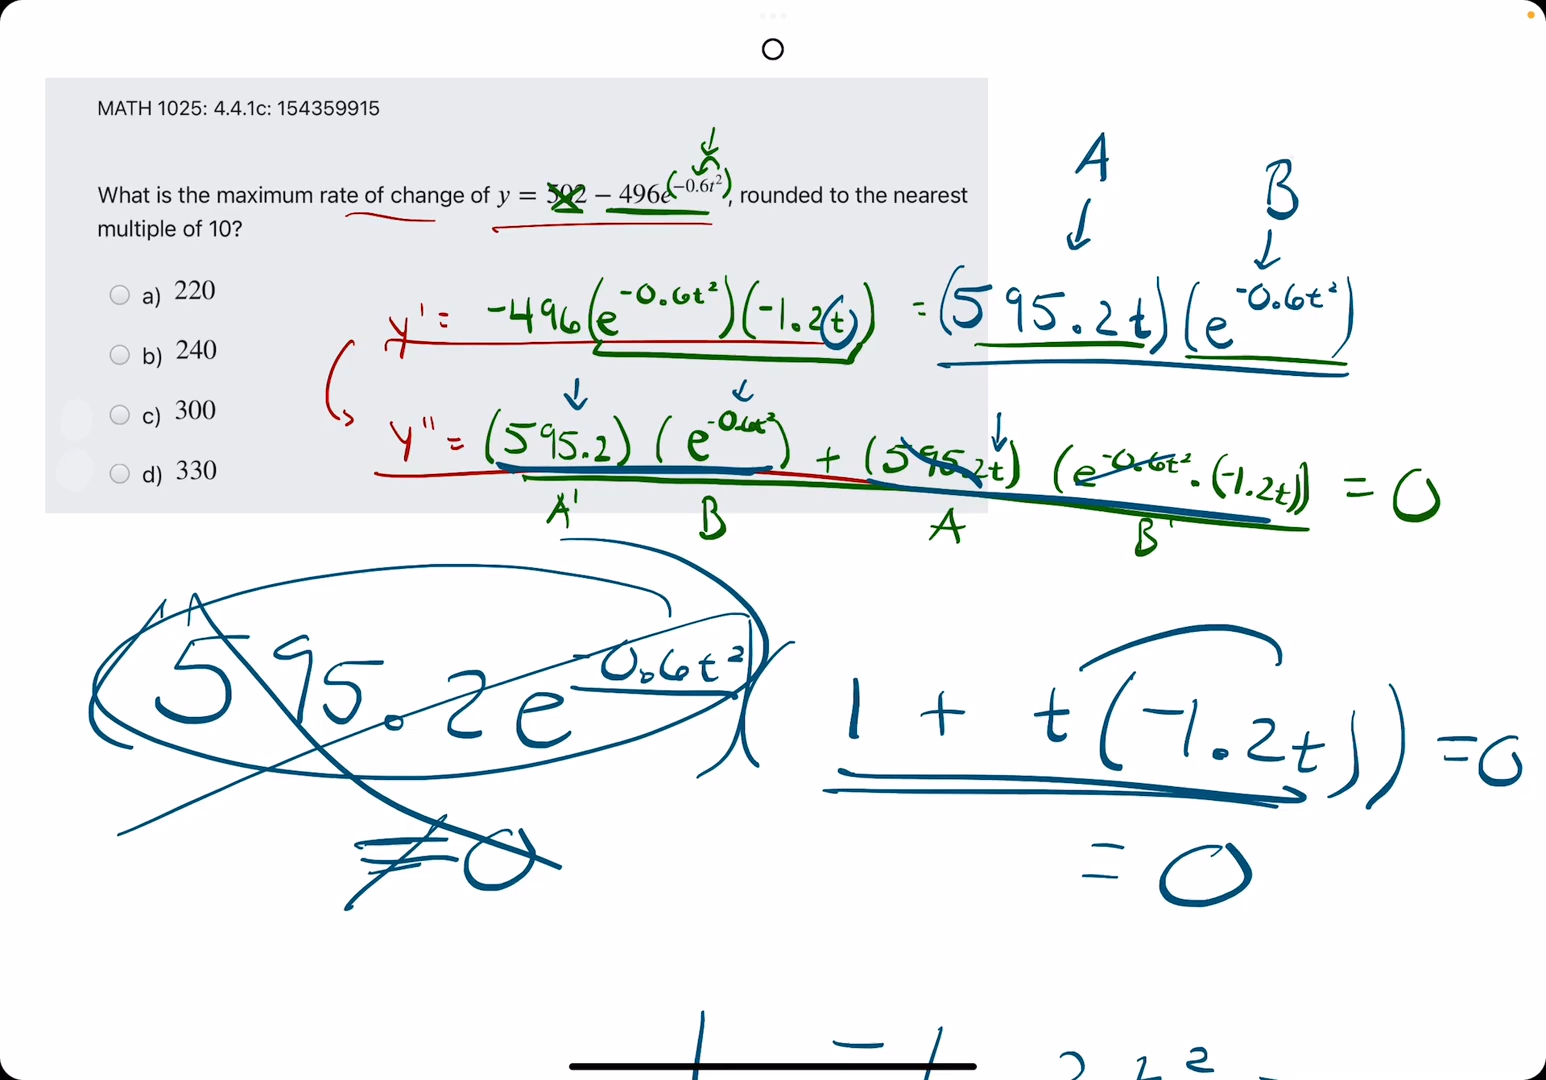 MATH 1025: 4.4.1c: 154359915
What is the maximum rate of change of y = 592 − 496e^(−0.6t²), rounded to the nearest
multiple of 10?
a) 220
b) 240
c) 300
d) 330
A
B
y' = -496(e^-0.6t²)(-1.2t) = (595.2t)(e^-0.6t²)
y'' = (595.2)(e^-0.6t²) + (595.2t)(e^-0.6t² · (-1.2t)) = 0
A' B A B'
595.2e^-0.6t² (1 + t(-1.2t)) = 0
≠ 0 = 0